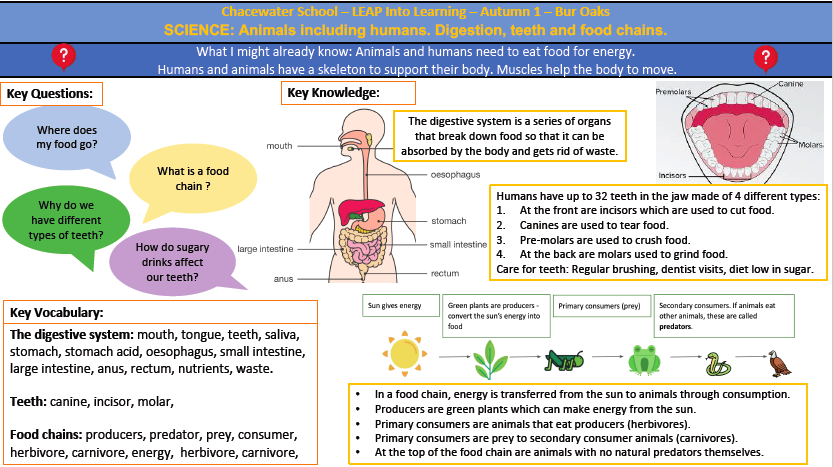 Chacewater School – LEAP Into Learning – Autumn 1 – Bur Oaks
SCIENCE: Animals including humans. Digestion, teeth and food chains.
What I might already know: Animals and humans need to eat food for energy.
Humans and animals have a skeleton to support their body. Muscles help the body to move.
?
?
Key Questions:
Where does
my food go?
What is a food
chain ?
Why do we
have different
types of teeth?
How do sugary
drinks affect
our teeth?
Key Knowledge:
mouth
oesophagus
stomach
large intestine
small intestine
rectum
anus
The digestive system is a series of organs
that break down food so that it can be
absorbed by the body and gets rid of waste.
Canine
Premolars
Molars
Incisors
Humans have up to 32 teeth in the jaw made of 4 different types:
1. At the front are incisors which are used to cut food.
2. Canines are used to tear food.
3. Pre-molars are used to crush food.
4. At the back are molars used to grind food.
Care for teeth: Regular brushing, dentist visits, diet low in sugar.
Key Vocabulary:
The digestive system: mouth, tongue, teeth, saliva,
stomach, stomach acid, oesophagus, small intestine,
large intestine, anus, rectum, nutrients, waste.
Teeth: canine, incisor, molar,
Food chains: producers, predator, prey, consumer,
herbivore, carnivore, energy, herbivore, carnivore,
Sun gives energy
Green plants are producers -
convert the sun's energy into
food
Primary consumers (prey)
Secondary consumers. If animals eat
other animals, these are called
predators.
• In a food chain, energy is transferred from the sun to animals through consumption.
• Producers are green plants which can make energy from the sun.
• Primary consumers are animals that eat producers (herbivores).
• Primary consumers are prey to secondary consumer animals (carnivores).
• At the top of the food chain are animals with no natural predators themselves.